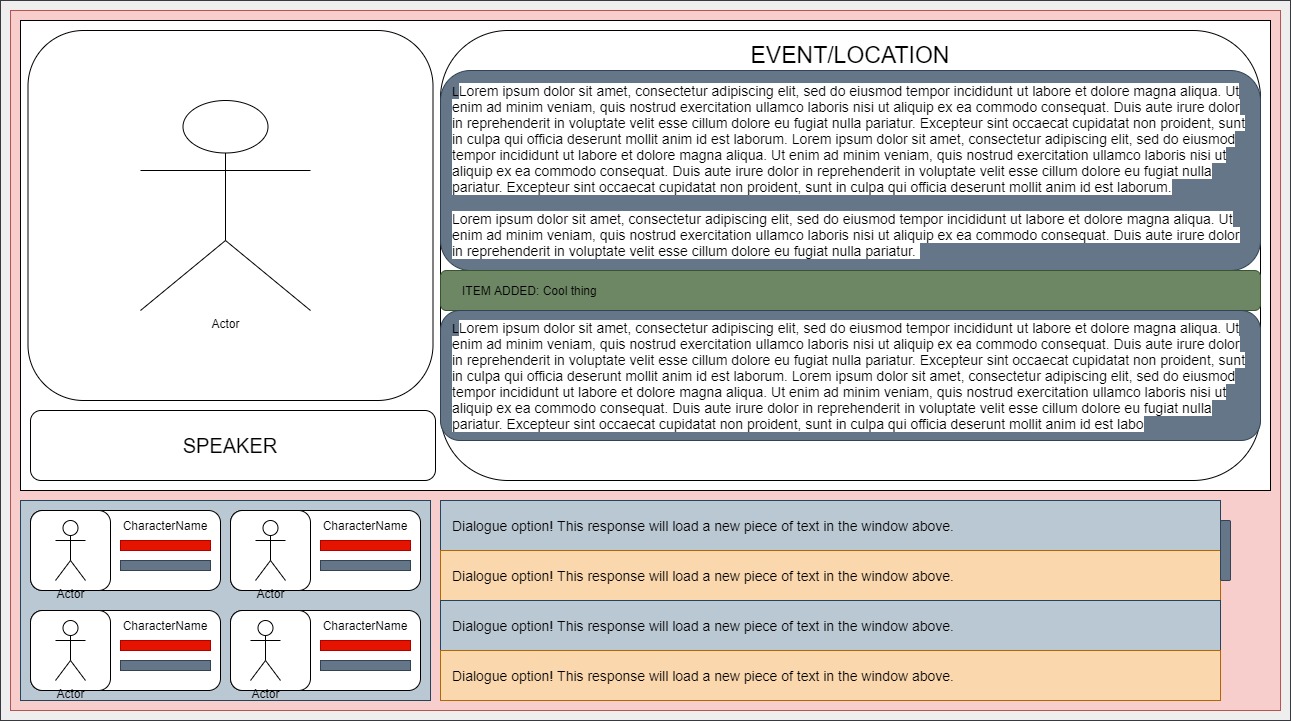 EVENT/LOCATION
LLorem ipsum dolor sit amet, consectetur adipiscing elit, sed do eiusmod tempor incididunt ut labore et dolore magna aliqua. Ut
enim ad minim veniam, quis nostrud exercitation ullamco laboris nisi ut aliquip ex ea commodo consequat. Duis aute irure dolor
in reprehenderit in voluptate velit esse cillum dolore eu fugiat nulla pariatur. Excepteur sint occaecat cupidatat non proident, sunt
in culpa qui officia deserunt mollit anim id est laborum. Lorem ipsum dolor sit amet, consectetur adipiscing elit, sed do eiusmod
tempor incididunt ut labore et dolore magna aliqua. Ut enim ad minim veniam, quis nostrud exercitation ullamco laboris nisi ut
aliquip ex ea commodo consequat. Duis aute irure dolor in reprehenderit in voluptate velit esse cillum dolore eu fugiat nulla
pariatur. Excepteur sint occaecat cupidatat non proident, sunt in culpa qui officia deserunt mollit anim id est laborum.
Lorem ipsum dolor sit amet, consectetur adipiscing elit, sed do eiusmod tempor incididunt ut labore et dolore magna aliqua. Ut
enim ad minim veniam, quis nostrud exercitation ullamco laboris nisi ut aliquip ex ea commodo consequat. Duis aute irure dolor
in reprehenderit in voluptate velit esse cillum dolore eu fugiat nulla pariatur.
ITEM ADDED: Cool thing
LLorem ipsum dolor sit amet, consectetur adipiscing elit, sed do eiusmod tempor incididunt ut labore et dolore magna aliqua. Ut
enim ad minim veniam, quis nostrud exercitation ullamco laboris nisi ut aliquip ex ea commodo consequat. Duis aute irure dolor
in reprehenderit in voluptate velit esse cillum dolore eu fugiat nulla pariatur. Excepteur sint occaecat cupidatat non proident, sunt
in culpa qui officia deserunt mollit anim id est laborum. Lorem ipsum dolor sit amet, consectetur adipiscing elit, sed do eiusmod
tempor incididunt ut labore et dolore magna aliqua. Ut enim ad minim veniam, quis nostrud exercitation ullamco laboris nisi ut
aliquip ex ea commodo consequat. Duis aute irure dolor in reprehenderit in voluptate velit esse cillum dolore eu fugiat nulla
pariatur. Excepteur sint occaecat cupidatat non proident, sunt in culpa qui officia deserunt mollit anim id est labo
Actor
SPEAKER
CharacterName
Actor
CharacterName
Actor
CharacterName
Actor
CharacterName
Actor
Dialogue option! This response will load a new piece of text in the window above.
Dialogue option! This response will load a new piece of text in the window above.
Dialogue option! This response will load a new piece of text in the window above.
Dialogue option! This response will load a new piece of text in the window above.